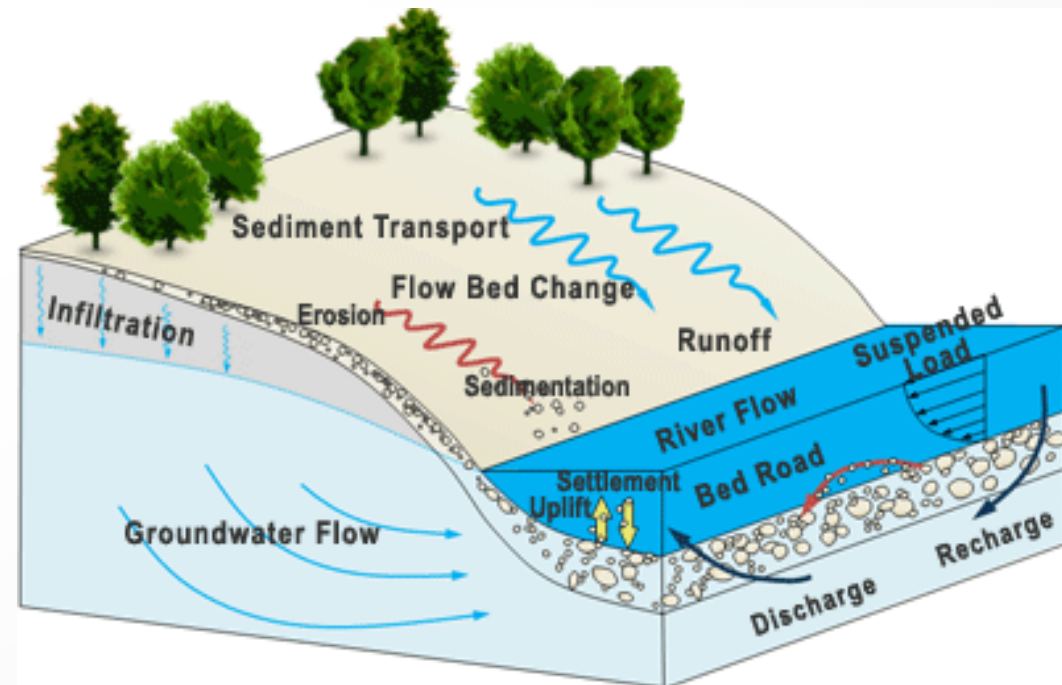 Sediment Transport
Flow Bed Change
Infiltration
Erosion
Runoff
Suspended
Load
Sedimentation
River Flow
Bed Road
Settlement
Uplift
Groundwater Flow
Recharge
Discharge